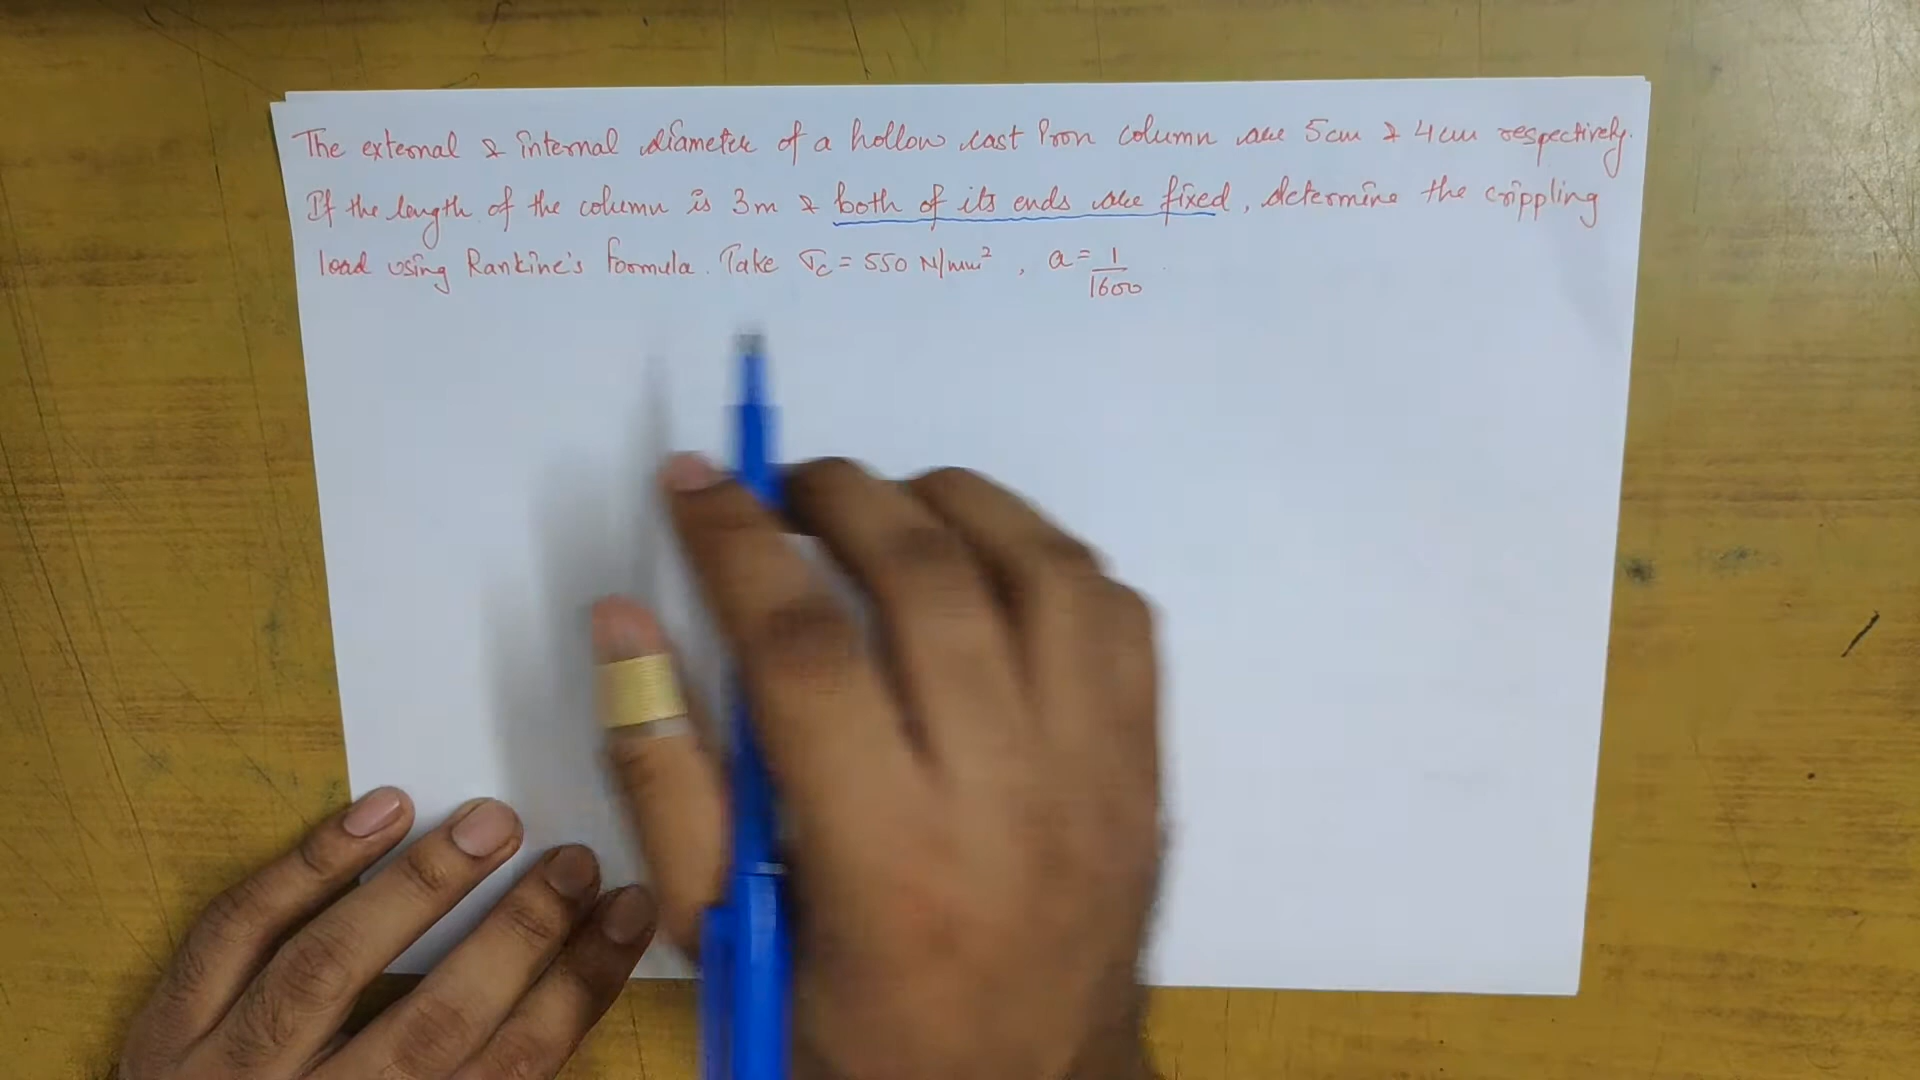 The external & internal diameter of a hollow cast Iron column are 5cm & 4cm respectively.
If the length of the column is 3m & both of its ends are fixed, determine the crippling
load using Rankine's formula. Take σc = 550 N/mm², a = 1/1600